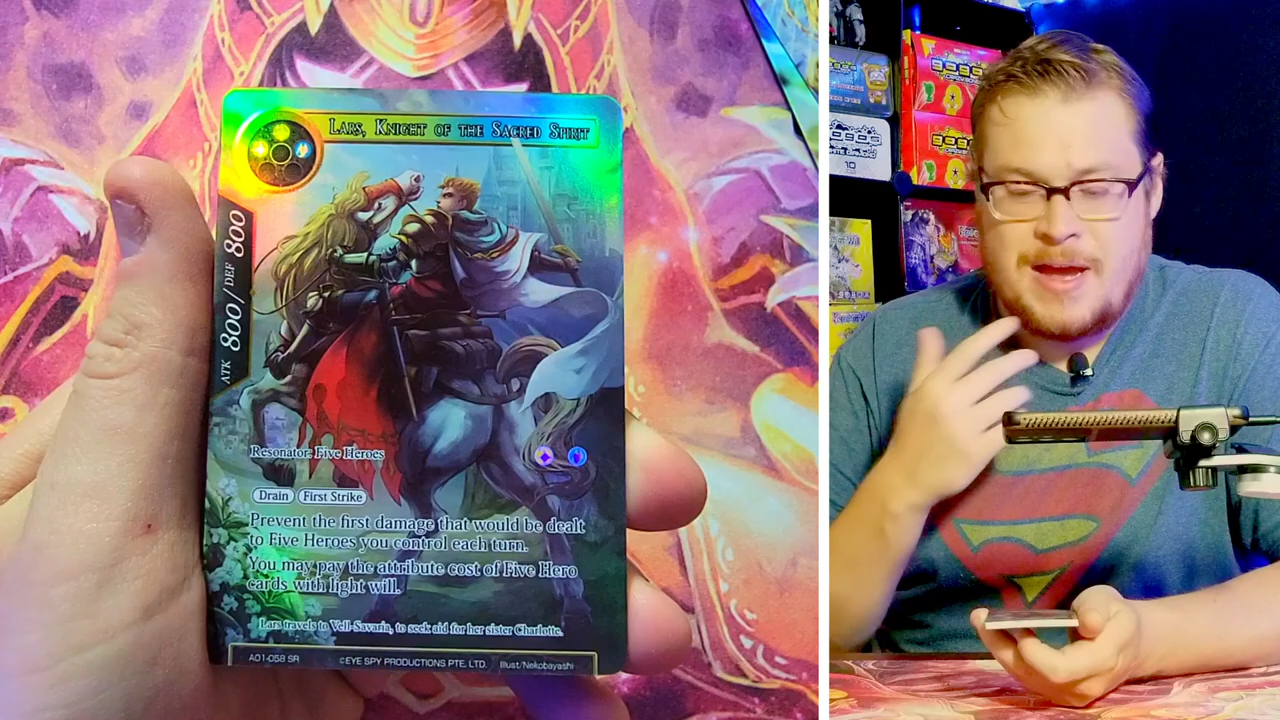 LARS, KNIGHT OF THE SACRED SPIRIT
ATK 800 / DEF 800
Resonator: Five Heroes
Drain First Strike
Prevent the first damage that would be dealt
to Five Heroes you control each turn.
You may pay the attribute cost of Five Hero
cards with light will.
Lars travels to Vell-Savaria, to seek aid for her sister Charlotte.
A01-058 SR ©EYE SPY PRODUCTIONS PTE. LTD. Illust/Nekobayashi
10